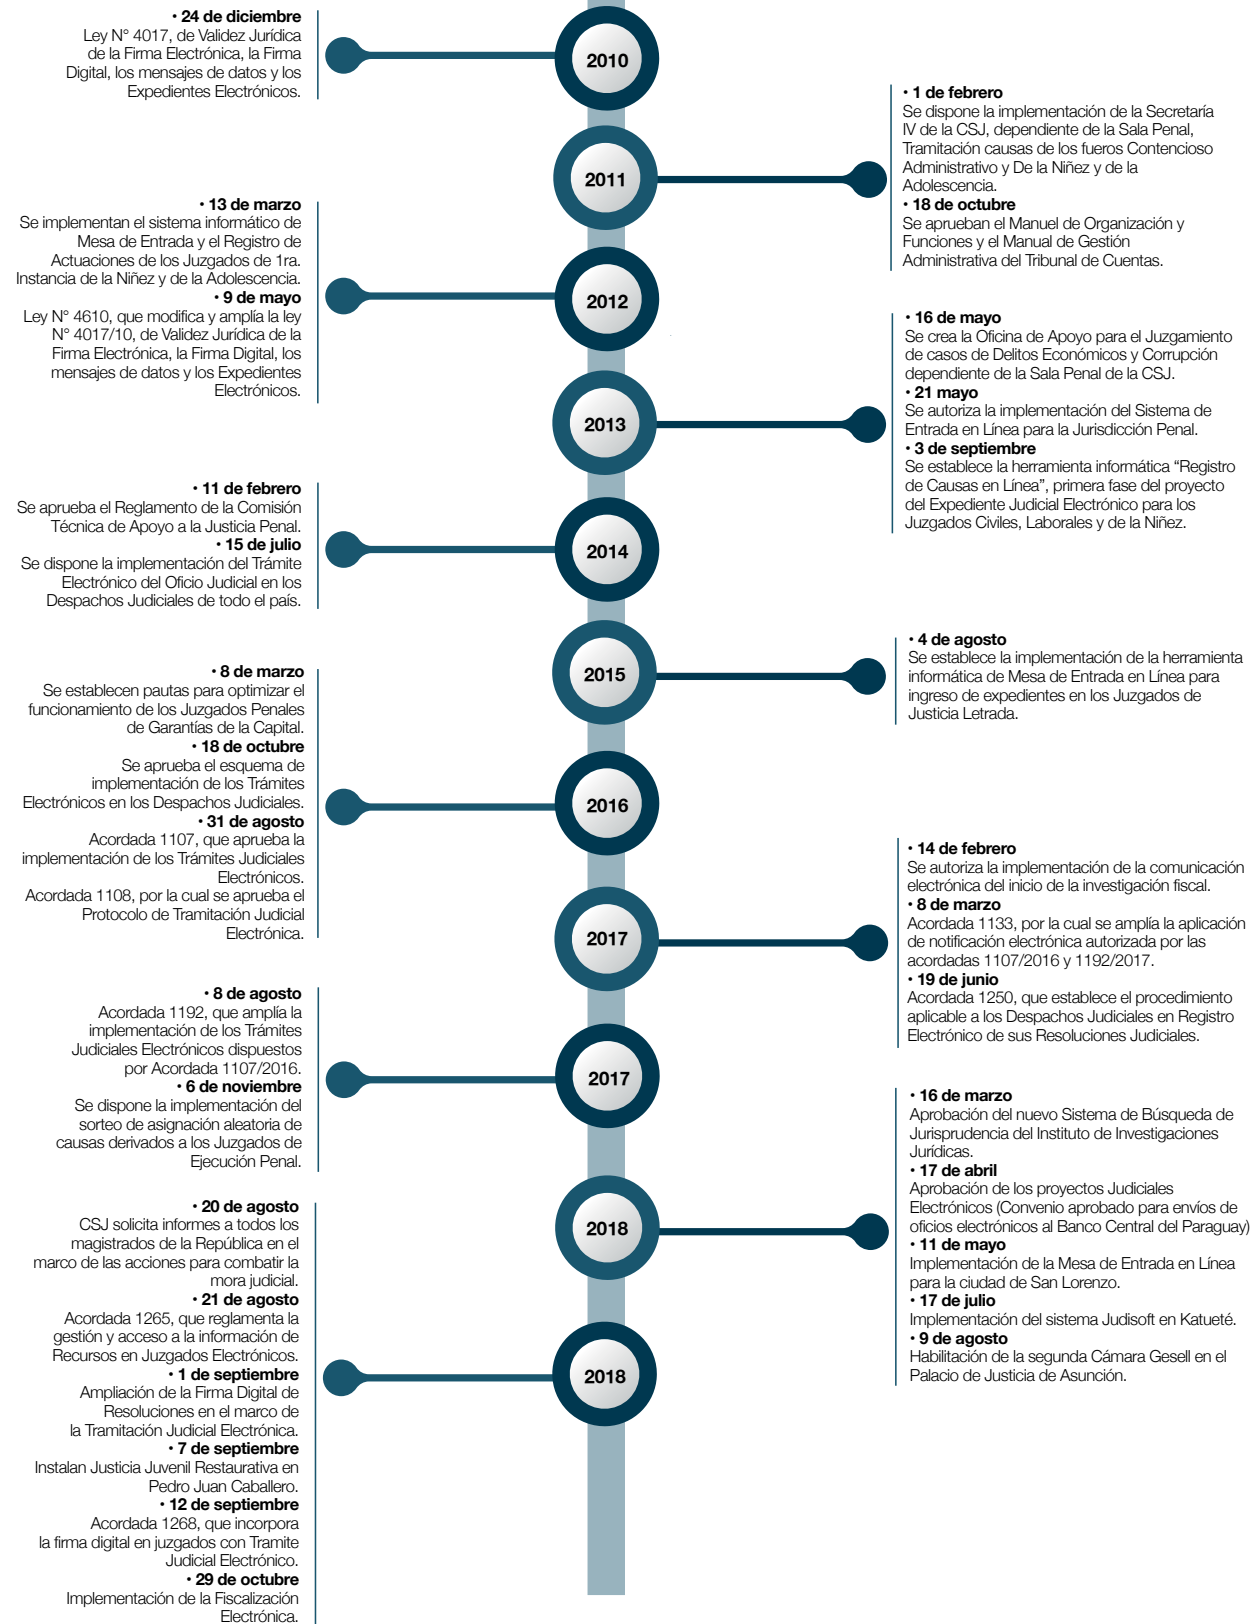 • 24 de diciembre
Ley N° 4017, de Validez Jurídica
de la Firma Electrónica, la Firma
Digital, los mensajes de datos y los
Expedientes Electrónicos.
2010
• 1 de febrero
Se dispone la implementación de la Secretaría
IV de la CSJ, dependiente de la Sala Penal,
Tramitación causas de los fueros Contencioso
Administrativo y De la Niñez y de la
Adolescencia.
• 18 de octubre
Se aprueban el Manuel de Organización y
Funciones y el Manual de Gestión
Administrativa del Tribunal de Cuentas.
2011
• 13 de marzo
Se implementan el sistema informático de
Mesa de Entrada y el Registro de
Actuaciones de los Juzgados de 1ra.
Instancia de la Niñez y de la Adolescencia.
• 9 de mayo
Ley N° 4610, que modifica y amplía la ley
N° 4017/10, de Validez Jurídica de la
Firma Electrónica, la Firma Digital, los
mensajes de datos y los Expedientes
Electrónicos.
2012
• 16 de mayo
Se crea la Oficina de Apoyo para el Juzgamiento
de casos de Delitos Económicos y Corrupción
dependiente de la Sala Penal de la CSJ.
• 21 mayo
Se autoriza la implementación del Sistema de
Entrada en Línea para la Jurisdicción Penal.
• 3 de septiembre
Se establece la herramienta informática “Registro
de Causas en Línea”, primera fase del proyecto
del Expediente Judicial Electrónico para los
Juzgados Civiles, Laborales y de la Niñez.
2013
• 11 de febrero
Se aprueba el Reglamento de la Comisión
Técnica de Apoyo a la Justicia Penal.
• 15 de julio
Se dispone la implementación del Trámite
Electrónico del Oficio Judicial en los
Despachos Judiciales de todo el país.
2014
• 4 de agosto
Se establece la implementación de la herramienta
informática de Mesa de Entrada en Línea para
ingreso de expedientes en los Juzgados de
Justicia Letrada.
2015
• 8 de marzo
Se establecen pautas para optimizar el
funcionamiento de los Juzgados Penales
de Garantías de la Capital.
• 18 de octubre
Se aprueba el esquema de
implementación de los Trámites
Electrónicos en los Despachos Judiciales.
• 31 de agosto
Acordada 1107, que aprueba la
implementación de los Trámites Judiciales
Electrónicos.
Acordada 1108, por la cual se aprueba el
Protocolo de Tramitación Judicial
Electrónica.
2016
• 14 de febrero
Se autoriza la implementación de la comunicación
electrónica del inicio de la investigación fiscal.
• 8 de marzo
Acordada 1133, por la cual se amplía la aplicación
de notificación electrónica autorizada por las
acordadas 1107/2016 y 1192/2017.
• 19 de junio
Acordada 1250, que establece el procedimiento
aplicable a los Despachos Judiciales en Registro
Electrónico de sus Resoluciones Judiciales.
2017
• 8 de agosto
Acordada 1192, que amplía la
implementación de los Trámites
Judiciales Electrónicos dispuestos
por Acordada 1107/2016.
• 6 de noviembre
Se dispone la implementación del
sorteo de asignación aleatoria de
causas derivados a los Juzgados de
Ejecución Penal.
2017
• 16 de marzo
Aprobación del nuevo Sistema de Búsqueda de
Jurisprudencia del Instituto de Investigaciones
Jurídicas.
• 17 de abril
Aprobación de los proyectos Judiciales
Electrónicos (Convenio aprobado para envíos de
oficios electrónicos al Banco Central del Paraguay)
• 11 de mayo
Implementación de la Mesa de Entrada en Línea
para la ciudad de San Lorenzo.
• 17 de julio
Implementación del sistema Judisoft en Katueté.
• 9 de agosto
Habilitación de la segunda Cámara Gesell en el
Palacio de Justicia de Asunción.
2018
• 20 de agosto
CSJ solicita informes a todos los
magistrados de la República en el
marco de las acciones para combatir la
mora judicial.
• 21 de agosto
Acordada 1265, que reglamenta la
gestión y acceso a la información de
Recursos en Juzgados Electrónicos.
• 1 de septiembre
Ampliación de la Firma Digital de
Resoluciones en el marco de
la Tramitación Judicial Electrónica.
• 7 de septiembre
Instalan Justicia Juvenil Restaurativa en
Pedro Juan Caballero.
• 12 de septiembre
Acordada 1268, que incorpora
la firma digital en juzgados con Tramite
Judicial Electrónico.
• 29 de octubre
Implementación de la Fiscalización
Electrónica.
2018